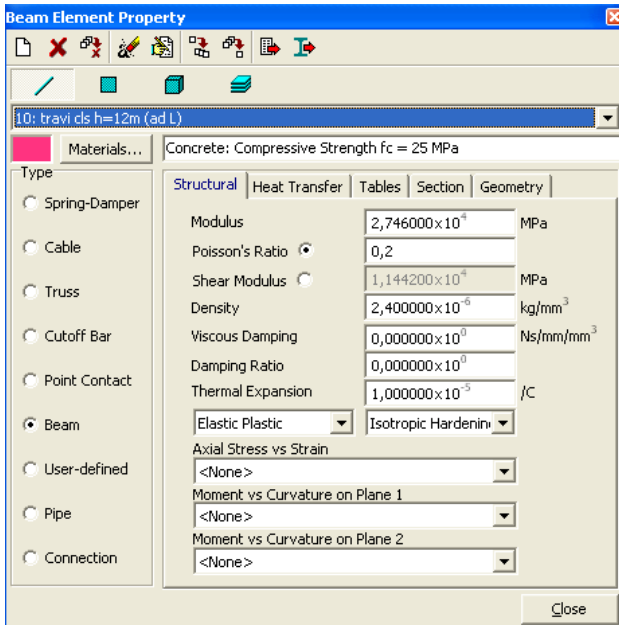 Beam Element Property
10: travi cls h=12m (ad L)
Materials... Concrete: Compressive Strength fc = 25 MPa
Type
Spring-Damper
Cable
Truss
Cutoff Bar
Point Contact
Beam
User-defined
Pipe
Connection
Structural Heat Transfer Tables Section Geometry
Modulus 2,746000x10^4 MPa
Poisson's Ratio 0,2
Shear Modulus 1,144200x10^4 MPa
Density 2,400000x10^-6 kg/mm^3
Viscous Damping 0,000000x10^0 Ns/mm/mm^3
Damping Ratio 0,000000x10^0
Thermal Expansion 1,000000x10^-5 /C
Elastic Plastic Isotropic Hardenin
Axial Stress vs Strain
<None>
Moment vs Curvature on Plane 1
<None>
Moment vs Curvature on Plane 2
<None>
Close